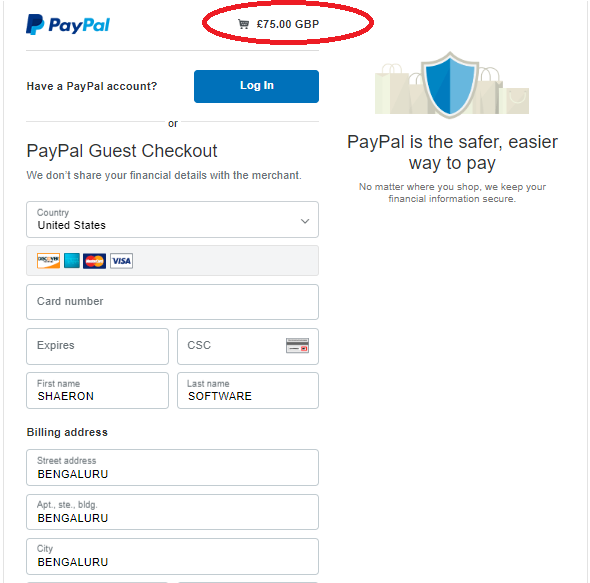 PayPal
£75.00 GBP
Have a PayPal account?
Log In
or
PayPal Guest Checkout
We don't share your financial details with the merchant.
Country
United States
DISCOVER
MasterCard
VISA
Card number
Expires
CSC
First name
SHAERON
Last name
SOFTWARE
Billing address
Street address
BENGALURU
Apt., ste., bldg.
BENGALURU
City
BENGALURU
PayPal is the safer, easier
way to pay
No matter where you shop, we keep your
financial information secure.